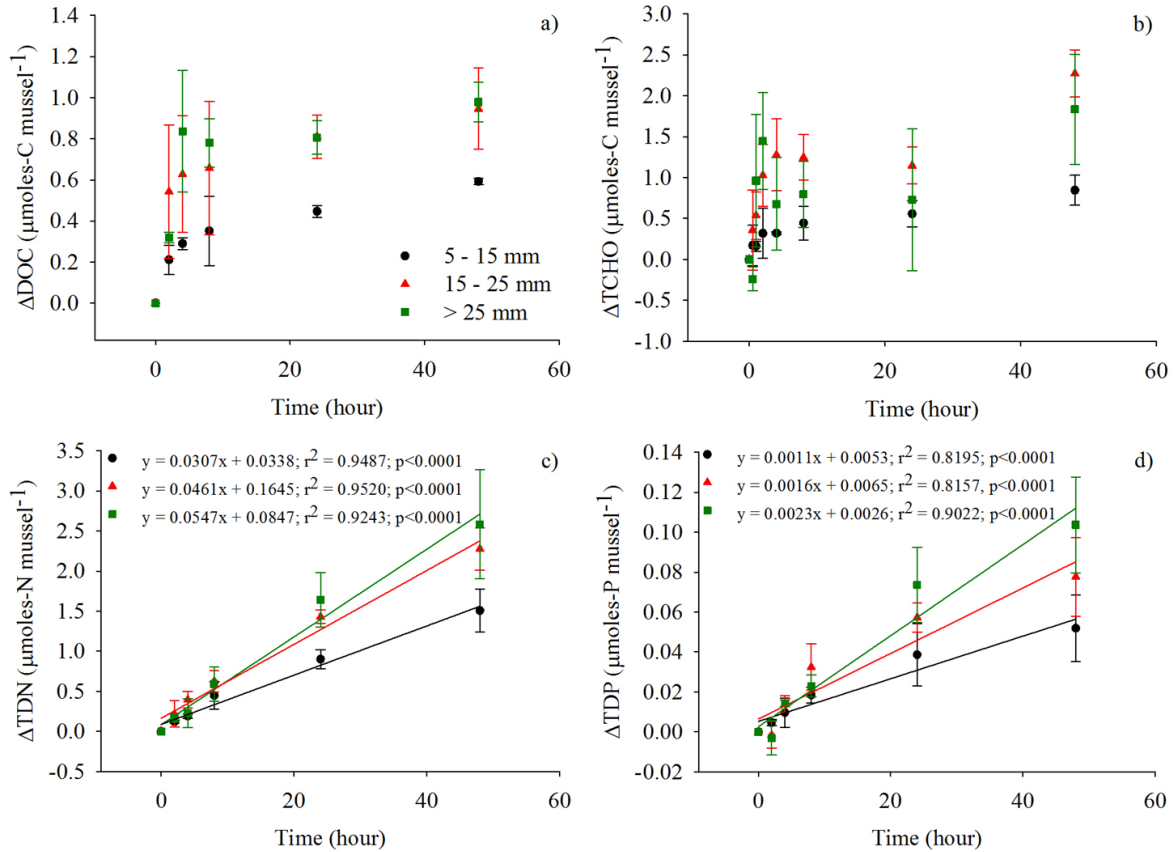 a)
ΔDOC (μmoles-C mussel⁻¹)
1.4
1.2
1.0
0.8
0.6
0.4
0.2
0.0
5 - 15 mm
15 - 25 mm
> 25 mm
0 20 40 60
Time (hour)
b)
ΔTCHO (μmoles-C mussel⁻¹)
3.0
2.5
2.0
1.5
1.0
0.5
0.0
-0.5
-1.0
0 20 40 60
Time (hour)
c)
ΔTDN (μmoles-N mussel⁻¹)
3.5
3.0
2.5
2.0
1.5
1.0
0.5
0.0
-0.5
y = 0.0307x + 0.0338; r² = 0.9487; p<0.0001
y = 0.0461x + 0.1645; r² = 0.9520; p<0.0001
y = 0.0547x + 0.0847; r² = 0.9243; p<0.0001
0 20 40 60
Time (hour)
d)
ΔTDP (μmoles-P mussel⁻¹)
0.14
0.12
0.10
0.08
0.06
0.04
0.02
0.00
-0.02
y = 0.0011x + 0.0053; r² = 0.8195; p<0.0001
y = 0.0016x + 0.0065; r² = 0.8157, p<0.0001
y = 0.0023x + 0.0026; r² = 0.9022; p<0.0001
0 20 40 60
Time (hour)